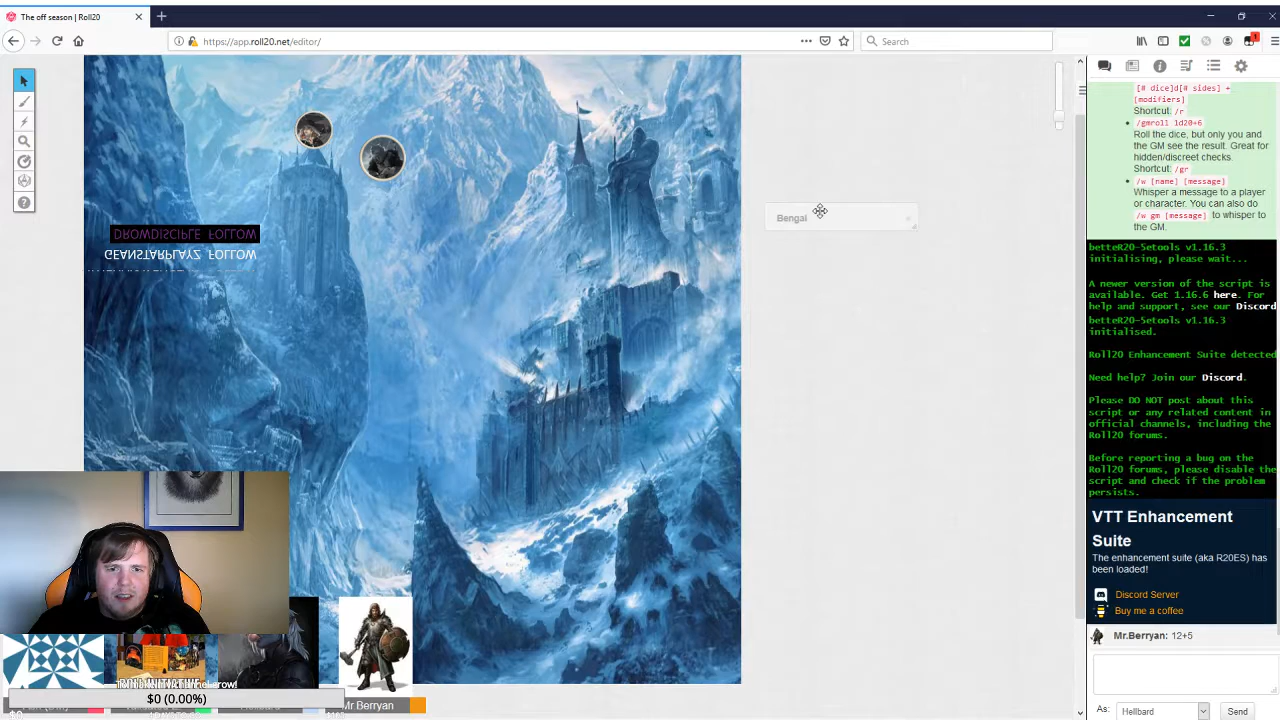 The off season | Roll20
https://app.roll20.net/editor/
Search
1
[# dice]d[# sides] +
[modifiers]
Shortcut: /r
/gmroll 1d20+6
Roll the dice, but only you and
the GM see the result. Great for
hidden/discreet checks.
Shortcut: /gr
/w [name] [message]
Whisper a message to a player
or character. You can also do
/w gm [message] to whisper to
the GM.
Bengal
DROWDISCIPLE FOLLOW
GEANSTARPLAYZ FOLLOW
betteR20-5etools v1.16.3
initialising, please wait...
A newer version of the script is
available. Get 1.16.6 here. For
help and support, see our Discord
betteR20-5etools v1.16.3
initialised.
Roll20 Enhancement Suite detected
Need help? Join our Discord.
Please DO NOT post about this
script or any related content in
official channels, including the
Roll20 forums.
Before reporting a bug on the
Roll20 forums, please disable the
script and check if the problem
persists.
VTT Enhancement
Suite
The enhancement suite (aka R20ES) has
been loaded!
Discord Server
Buy me a coffee
Mr.Berryan: 12+5
$0 (0.00%)
Mr Berryan
As: Hellbard
Send